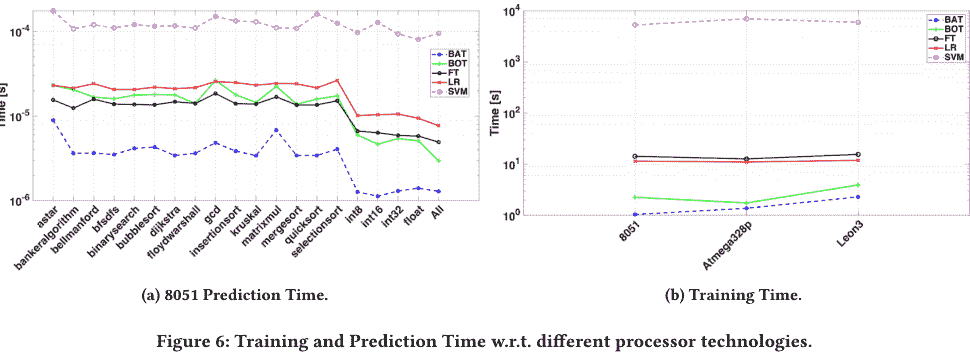 10^-4
10^-5
10^-6
Time [s]
BAT
BOT
FT
LR
SVM
astar
bankeralgorithm
bellmanford
bfsdfs
binarysearch
bubblesort
dijkstra
floydwarshall
gcd
insertionsort
kruskal
matrixmul
mergesort
quicksort
selectionsort
int8
int16
int32
float
All
(a) 8051 Prediction Time.
10^4
10^3
10^2
10^1
10^0
Time [s]
BAT
BOT
FT
LR
SVM
8051
Atmega328p
Leon3
(b) Training Time.
Figure 6: Training and Prediction Time w.r.t. different processor technologies.